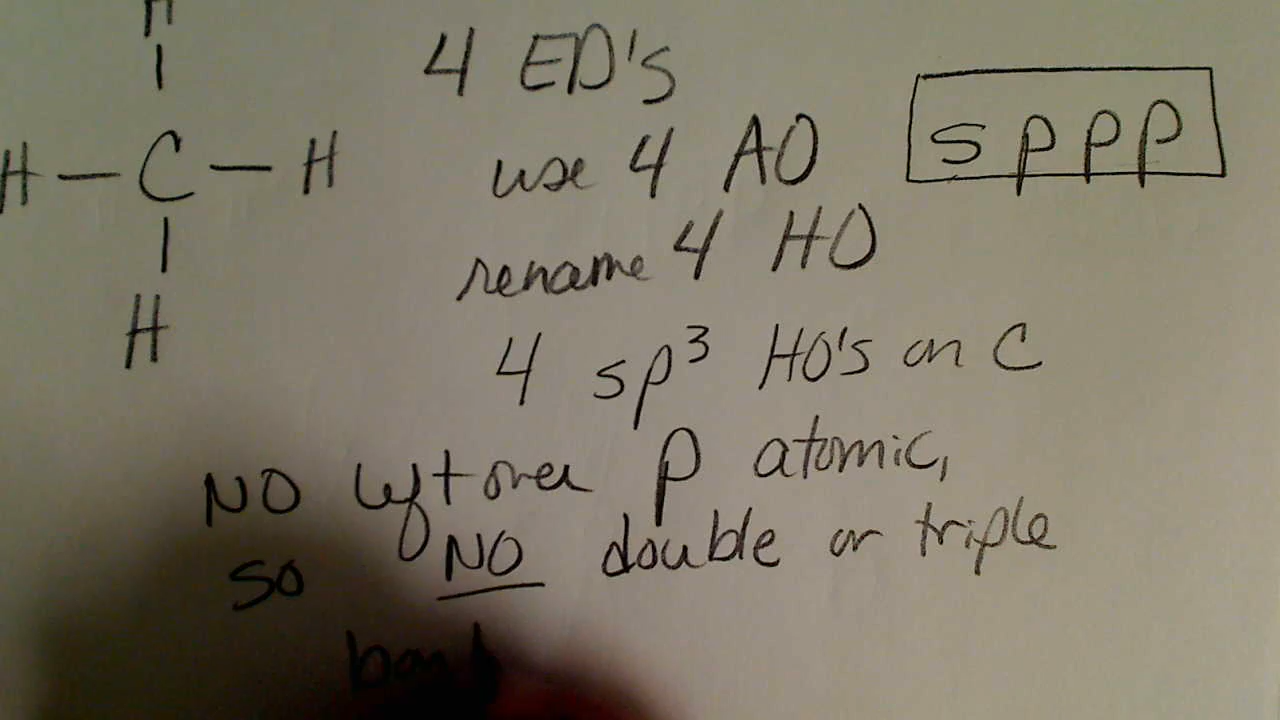 H
H — C — H
H
4 ED's
use 4 AO
s p p p
rename 4 HO
4 sp³ HO's on C
NO leftover p atomic,
so NO double or triple